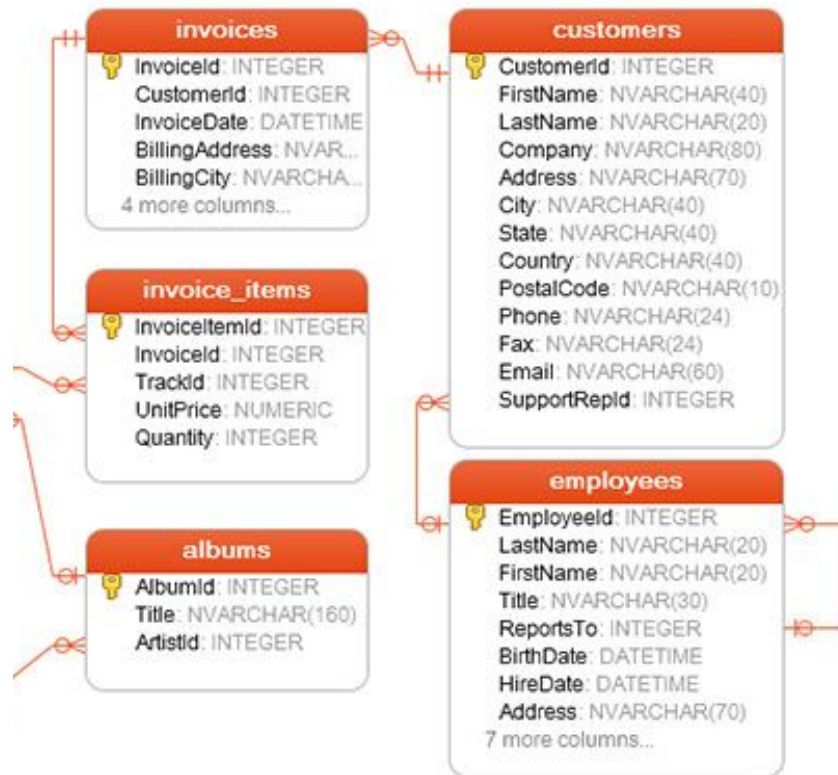 invoices
InvoiceId: INTEGER
CustomerId: INTEGER
InvoiceDate: DATETIME
BillingAddress: NVAR...
BillingCity: NVARCHA...
4 more columns...
customers
CustomerId: INTEGER
FirstName: NVARCHAR(40)
LastName: NVARCHAR(20)
Company: NVARCHAR(80)
Address: NVARCHAR(70)
City: NVARCHAR(40)
State: NVARCHAR(40)
Country: NVARCHAR(40)
PostalCode: NVARCHAR(10)
Phone: NVARCHAR(24)
Fax: NVARCHAR(24)
Email: NVARCHAR(60)
SupportRepId: INTEGER
invoice_items
InvoiceItemId: INTEGER
InvoiceId: INTEGER
TrackId: INTEGER
UnitPrice: NUMERIC
Quantity: INTEGER
albums
AlbumId: INTEGER
Title: NVARCHAR(160)
ArtistId: INTEGER
employees
EmployeeId: INTEGER
LastName: NVARCHAR(20)
FirstName: NVARCHAR(20)
Title: NVARCHAR(30)
ReportsTo: INTEGER
BirthDate: DATETIME
HireDate: DATETIME
Address: NVARCHAR(70)
7 more columns...